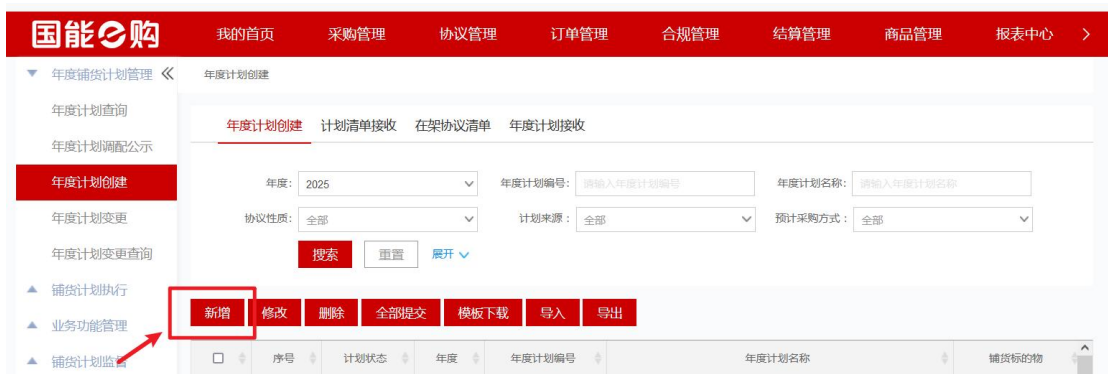 国能e购 我的首页 采购管理 协议管理 订单管理 合规管理 结算管理 商品管理 报表中心
年度铺货计划管理 年度计划创建
年度计划查询
年度计划创建 计划清单接收 在架协议清单 年度计划接收
年度计划调配公示
年度计划创建 年度: 2025 年度计划编号: 请输入年度计划编号 年度计划名称: 请输入年度计划名称
年度计划变更 协议性质: 全部 计划来源: 全部 预计采购方式: 全部
年度计划变更查询 搜索 重置 展开
铺货计划执行
新增 修改 删除 全部提交 模板下载 导入 导出
业务功能管理
铺货计划监督 序号 计划状态 年度 年度计划编号 年度计划名称 铺货标的物